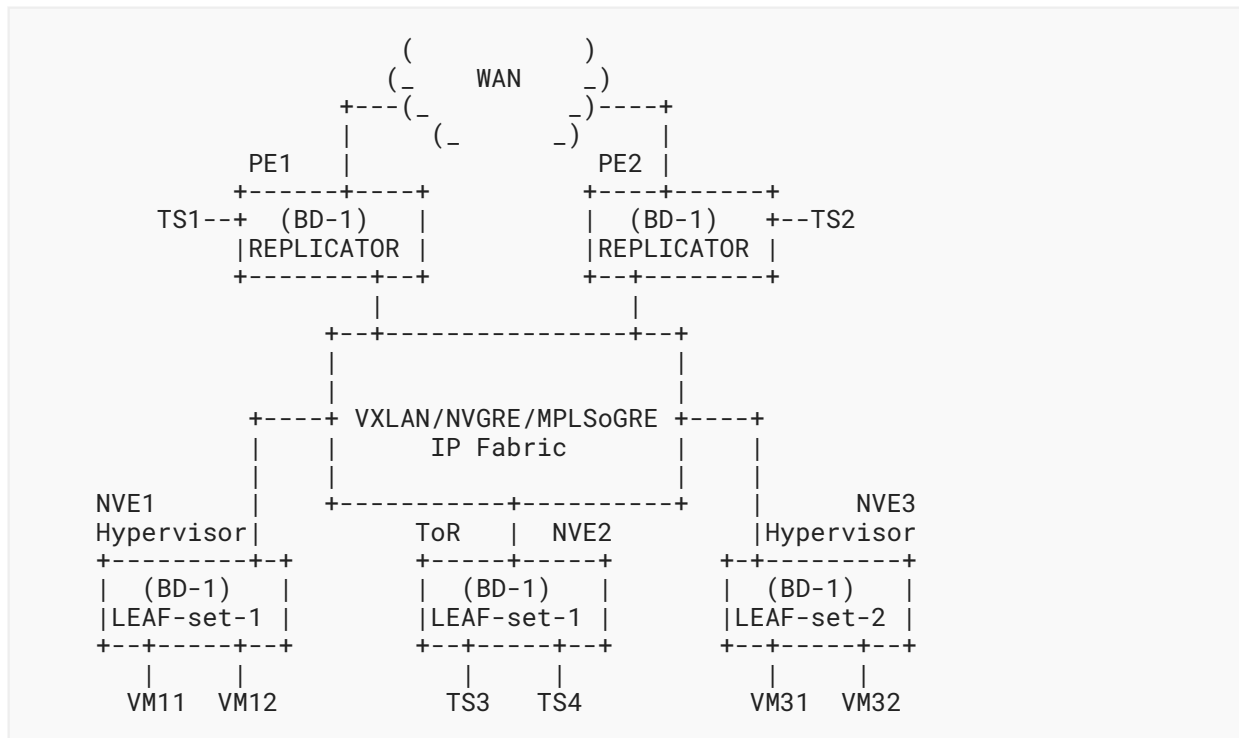 (             )
                   (_    WAN    _)
                +---(_         _)----+
                |     (_      _)     |
          PE1   |                PE2 |
         +------+----+          +----+------+
    TS1--+  (BD-1)   |          |  (BD-1)   +--TS2
         |REPLICATOR |          |REPLICATOR |
         +--------+--+          +--+--------+
                  |                |
               +--+----------------+--+
               |                      |
               |                      |
          +----+ VXLAN/NVGRE/MPLSoGRE +----+
          |    |      IP Fabric       |    |
          |    |                      |    |
NVE1      |    +-----------+----------+    |      NVE3
Hypervisor|          ToR   |  NVE2         |Hypervisor
+---------+-+        +-----+-----+       +-+---------+
|  (BD-1)   |        |  (BD-1)   |       |  (BD-1)   |
|LEAF-set-1 |        |LEAF-set-1 |       |LEAF-set-2 |
+--+-----+--+        +--+-----+--+       +--+-----+--+
   |     |              |     |             |     |
  VM11  VM12           TS3   TS4           VM31  VM32